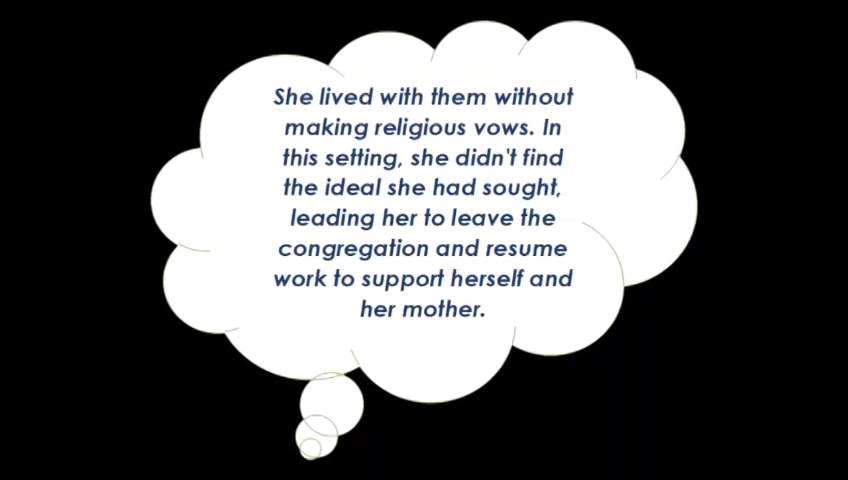 She lived with them without
making religious vows. In
this setting, she didn't find
the ideal she had sought,
leading her to leave the
congregation and resume
work to support herself and
her mother.